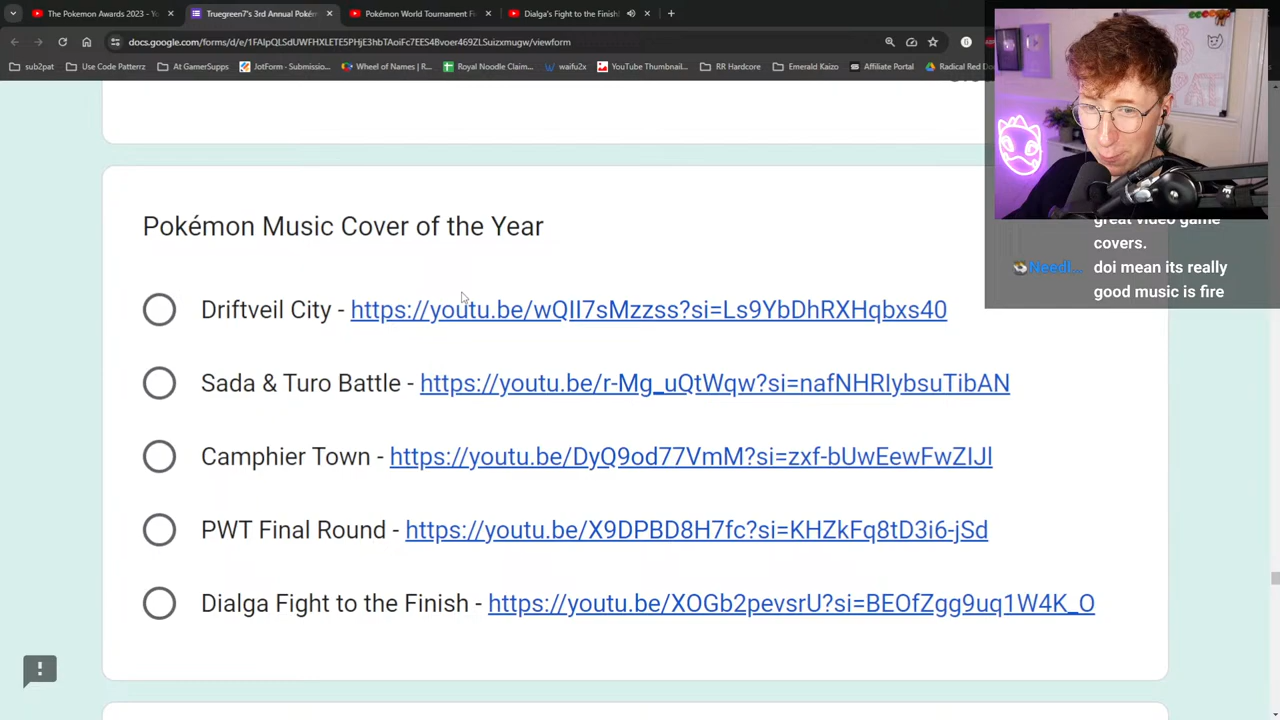 The Pokemon Awards 2023 - Y
Truegreen7's 3rd Annual Pokém
Pokémon World Tournament Fi
Dialga's Fight to the Finish!
docs.google.com/forms/d/e/1FAIpQLSdUWFHXLETE5PHjE3hbTAoiFc7EES4Bvoer469ZLSuizxmugw/viewform
sub2pat
Use Code Patterrz
At GamerSupps
JotForm - Submissio...
Wheel of Names | R...
Royal Noodle Claim...
waifu2x
YouTube Thumbnail...
RR Hardcore
Emerald Kaizo
Affiliate Portal
Radical Red Do
great video game
covers.
Needl... doi mean its really
good music is fire
Pokémon Music Cover of the Year
Driftveil City - https://youtu.be/wQII7sMzzss?si=Ls9YbDhRXHqbxs40
Sada & Turo Battle - https://youtu.be/r-Mg_uQtWqw?si=nafNHRIybsuTibAN
Camphier Town - https://youtu.be/DyQ9od77VmM?si=zxf-bUwEewFwZIJl
PWT Final Round - https://youtu.be/X9DPBD8H7fc?si=KHZkFq8tD3i6-jSd
Dialga Fight to the Finish - https://youtu.be/XOGb2pevsrU?si=BEOfZgg9uq1W4K_O